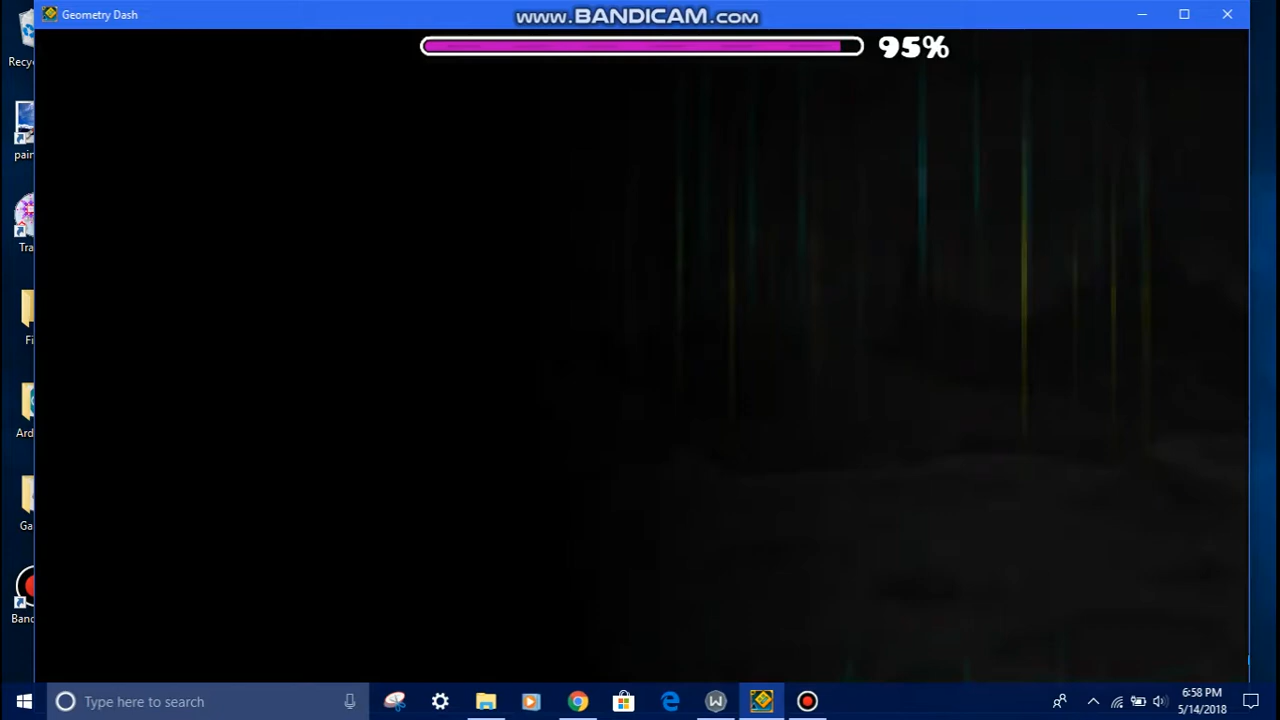 Geometry Dash
www.BANDICAM.com
95%
Recyc
pain
Tra
Fi
Ard
Ga
Banc
Type here to search
6:58 PM
5/14/2018